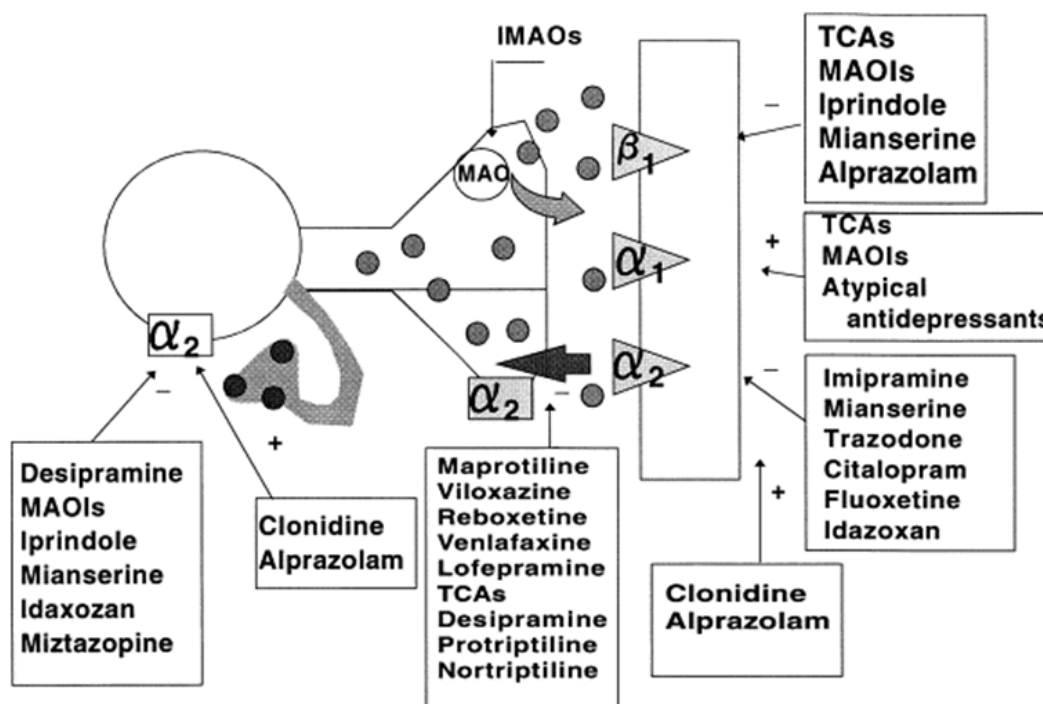 IMAOs
MAO
β1
α1
α2
α2
α2
TCAs
MAOIs
Iprindole
Mianserine
Alprazolam
−
TCAs
MAOIs
Atypical
antidepressants
+
Imipramine
Mianserine
Trazodone
Citalopram
Fluoxetine
Idazoxan
−
Clonidine
Alprazolam
+
Maprotiline
Viloxazine
Reboxetine
Venlafaxine
Lofepramine
TCAs
Desipramine
Protriptiline
Nortriptiline
−
Clonidine
Alprazolam
+
Desipramine
MAOIs
Iprindole
Mianserine
Idaxozan
Miztazopine
−